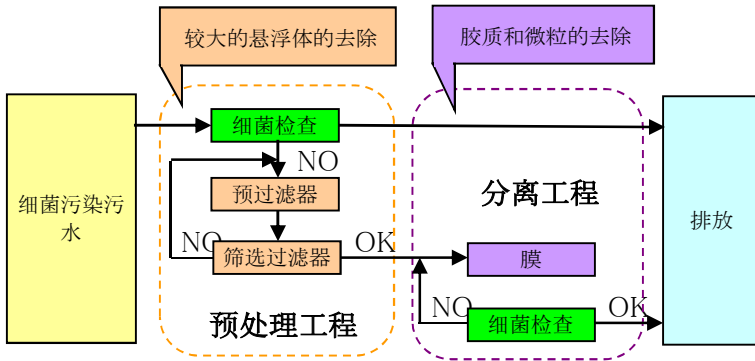 较大的悬浮体的去除
胶质和微粒的去除
细菌检查
NO
预过滤器
分离工程
细菌污染污
水
排放
NO
筛选过滤器
OK
膜
NO
细菌检查
OK
预处理工程